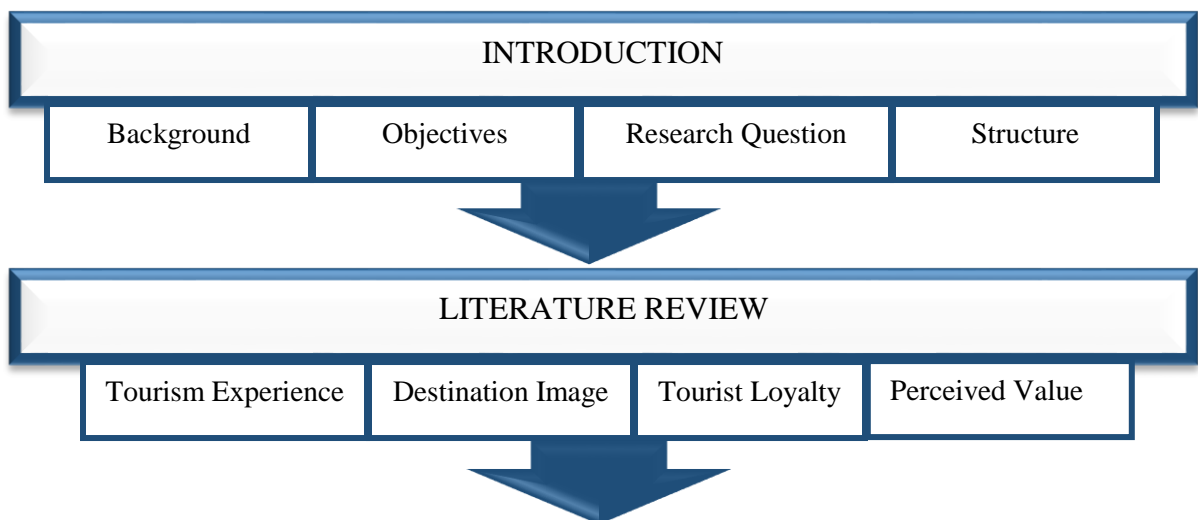 INTRODUCTION
Background Objectives Research Question Structure
LITERATURE REVIEW
Tourism Experience Destination Image Tourist Loyalty Perceived Value